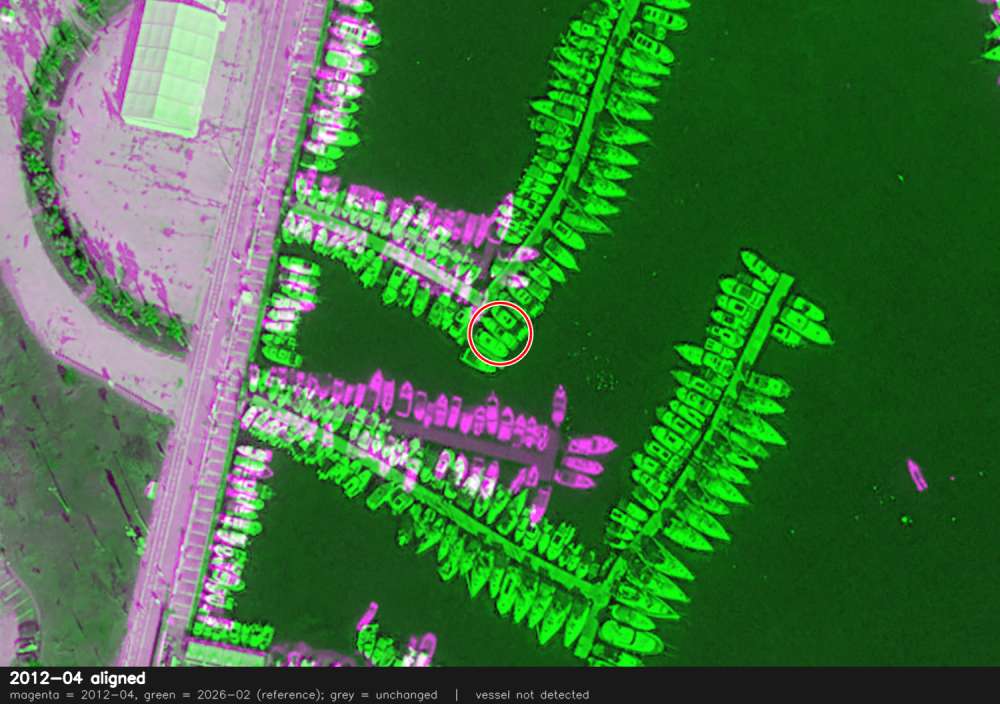 2012-04 aligned
magenta = 2012-04, green = 2026-02 (reference); grey = unchanged | vessel not detected